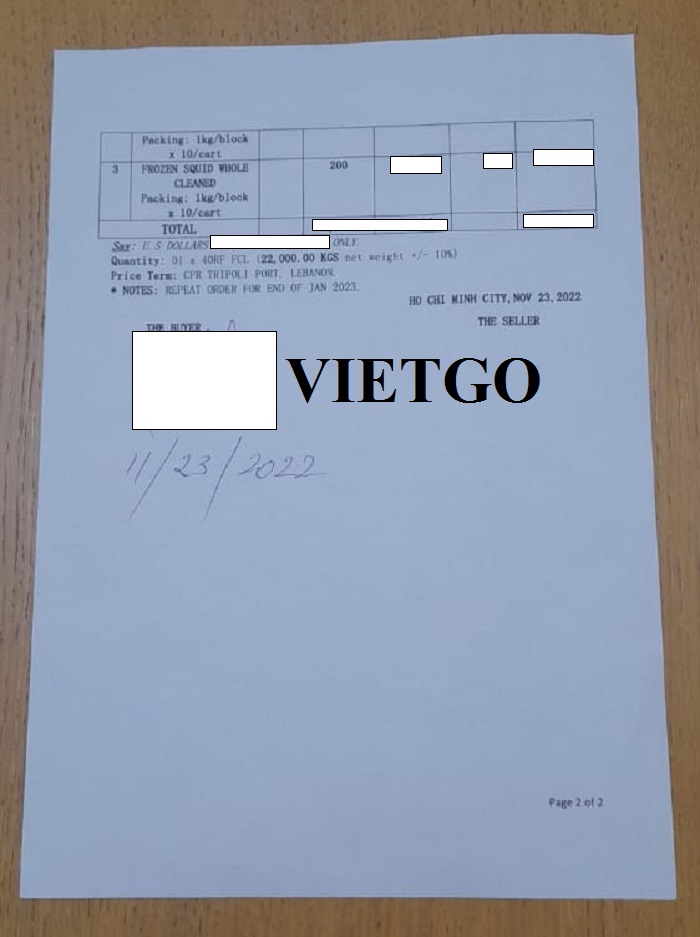 Packing: 1kg/block
x 10/cart
3 FROZEN SQUID WHOLE 200
CLEANED
Packing: 1kg/block
x 10/cart
TOTAL
Say: U.S DOLLARS ONLY.
Quantity: 01 x 40RF FCL (22,000.00 KGS net weight +/- 10%)
Price Term: CFR TRIPOLI PORT, LEBANON.
* NOTES: REPEAT ORDER FOR END OF JAN 2023.
HO CHI MINH CITY, NOV 23, 2022
THE BUYER THE SELLER
VIETGO
11/23/2022
Page 2 of 2